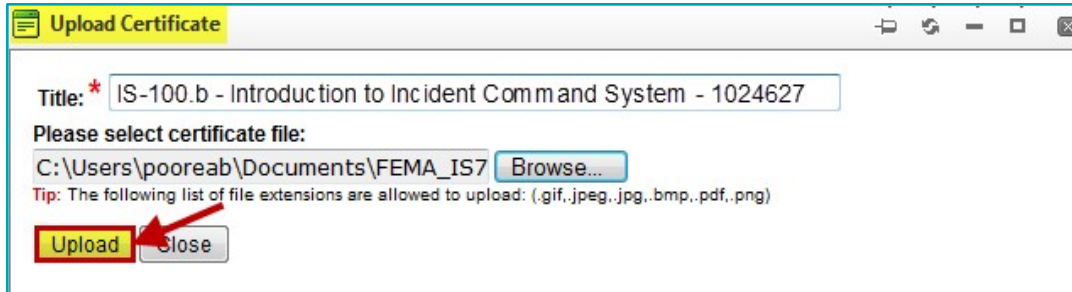 Upload Certificate
Title: * IS-100.b - Introduction to Incident Command System - 1024627
Please select certificate file:
C:\Users\pooreab\Documents\FEMA_IS7 Browse...
Tip: The following list of file extensions are allowed to upload: (.gif,.jpeg,.jpg,.bmp,.pdf,.png)
Upload Close